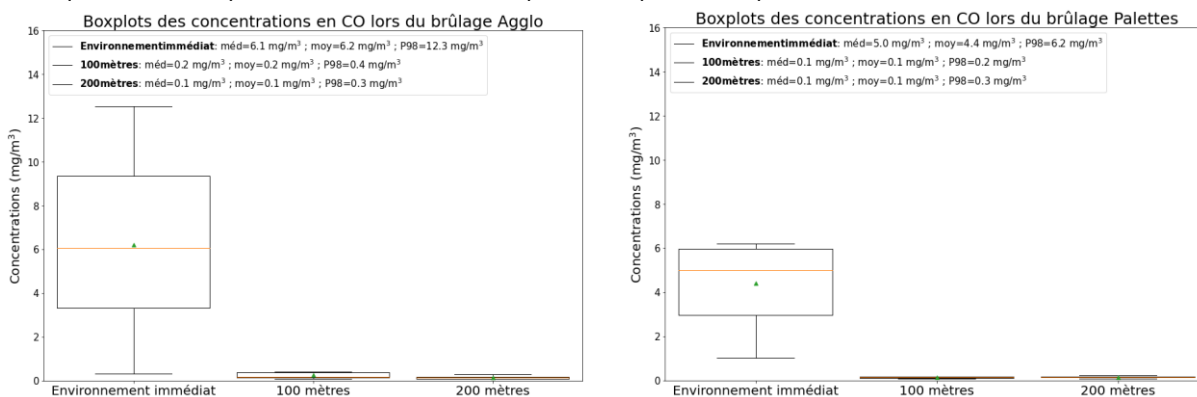 Boxplots des concentrations en CO lors du brûlage Agglo
Environnementimmédiat: méd=6.1 mg/m³ ; moy=6.2 mg/m³ ; P98=12.3 mg/m³
100mètres: méd=0.2 mg/m³ ; moy=0.2 mg/m³ ; P98=0.4 mg/m³
200mètres: méd=0.1 mg/m³ ; moy=0.1 mg/m³ ; P98=0.3 mg/m³
Concentrations (mg/m³)
16
14
12
10
8
6
4
2
0
Environnement immédiat 100 mètres 200 mètres
Boxplots des concentrations en CO lors du brûlage Palettes
Environnementimmédiat: méd=5.0 mg/m³ ; moy=4.4 mg/m³ ; P98=6.2 mg/m³
100mètres: méd=0.1 mg/m³ ; moy=0.1 mg/m³ ; P98=0.2 mg/m³
200mètres: méd=0.1 mg/m³ ; moy=0.1 mg/m³ ; P98=0.3 mg/m³
Concentrations (mg/m³)
16
14
12
10
8
6
4
2
0
Environnement immédiat 100 mètres 200 mètres